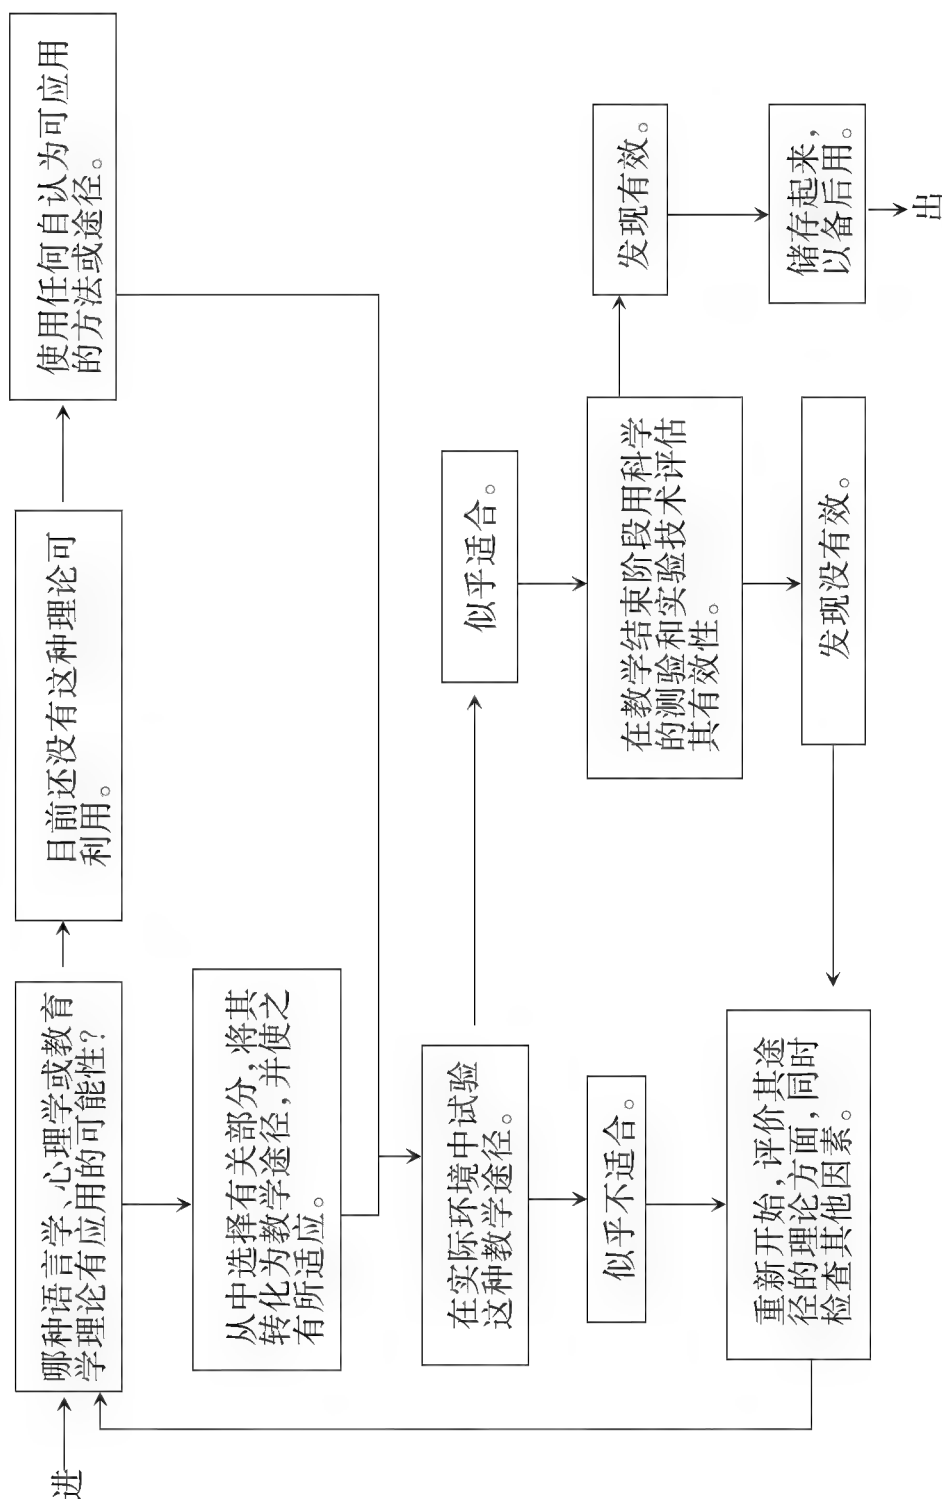 进
哪种语言学、心理学或教育
学理论有应用的可能性？
目前还没有这种理论可
利用。
使用任何自认为可应用
的方法或途径。
从中选择有关部分，将其
转化为教学途径，并使之
有所适应。
在实际环境中试验
这种教学途径。
似乎适合。
似乎不适合。
在教学结束阶段用科学
的测验和实验技术评估
其有效性。
发现有效。
储存起来，
以备后用。
出
发现没有效。
重新开始，评价其途
径的理论方面，同时
检查其他因素。